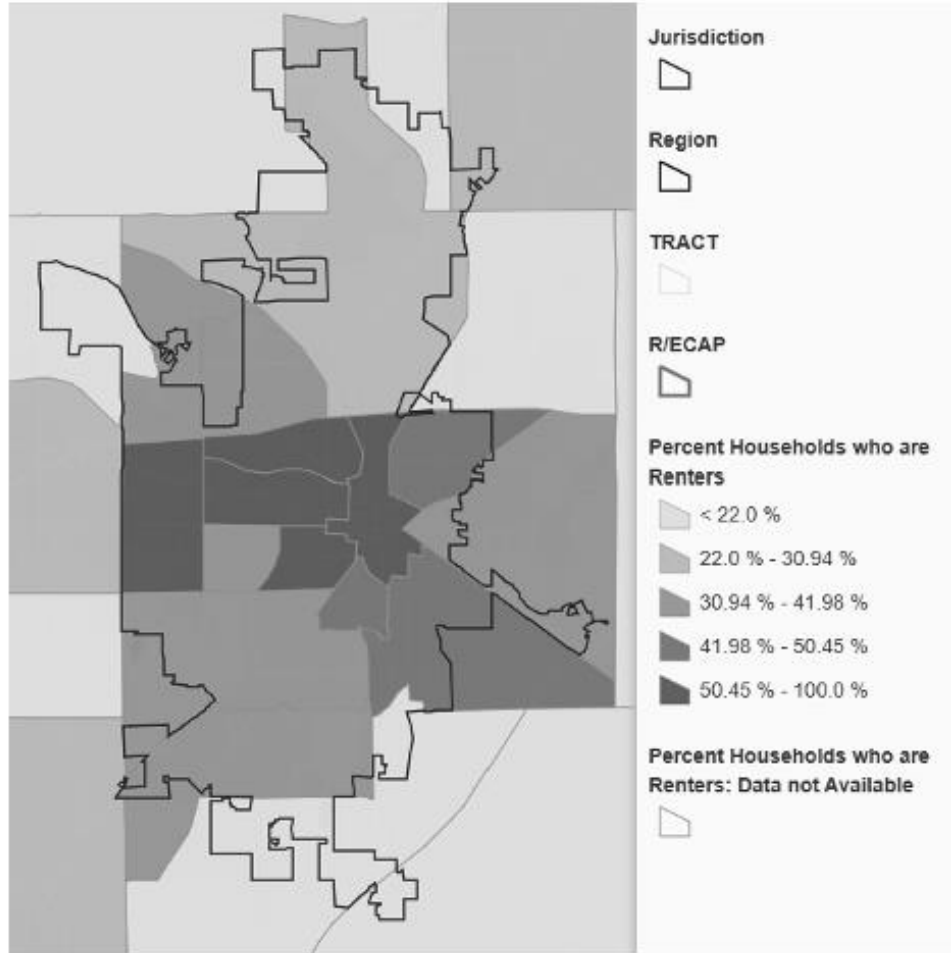 Jurisdiction
Region
TRACT
R/ECAP
Percent Households who are
Renters
< 22.0 %
22.0 % - 30.94 %
30.94 % - 41.98 %
41.98 % - 50.45 %
50.45 % - 100.0 %
Percent Households who are
Renters: Data not Available